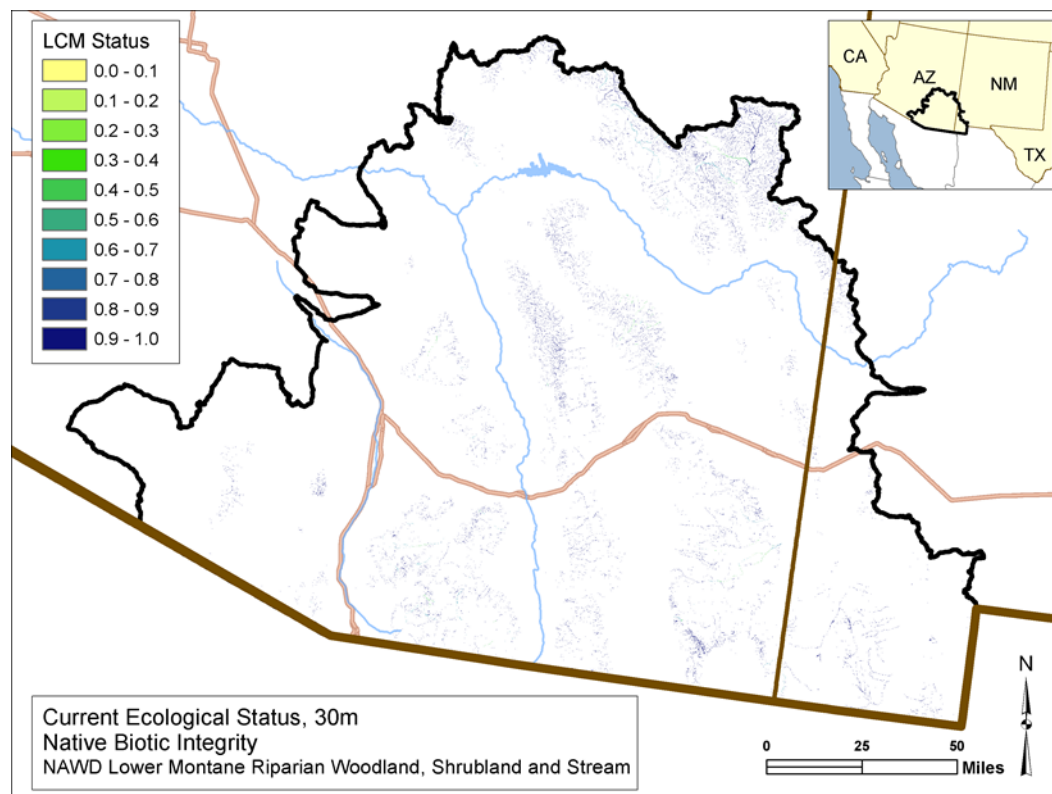 LCM Status
0.0 - 0.1
0.1 - 0.2
0.2 - 0.3
0.3 - 0.4
0.4 - 0.5
0.5 - 0.6
0.6 - 0.7
0.7 - 0.8
0.8 - 0.9
0.9 - 1.0
CA
AZ
NM
TX
Current Ecological Status, 30m
Native Biotic Integrity
NAWD Lower Montane Riparian Woodland, Shrubland and Stream
N
0 25 50
Miles